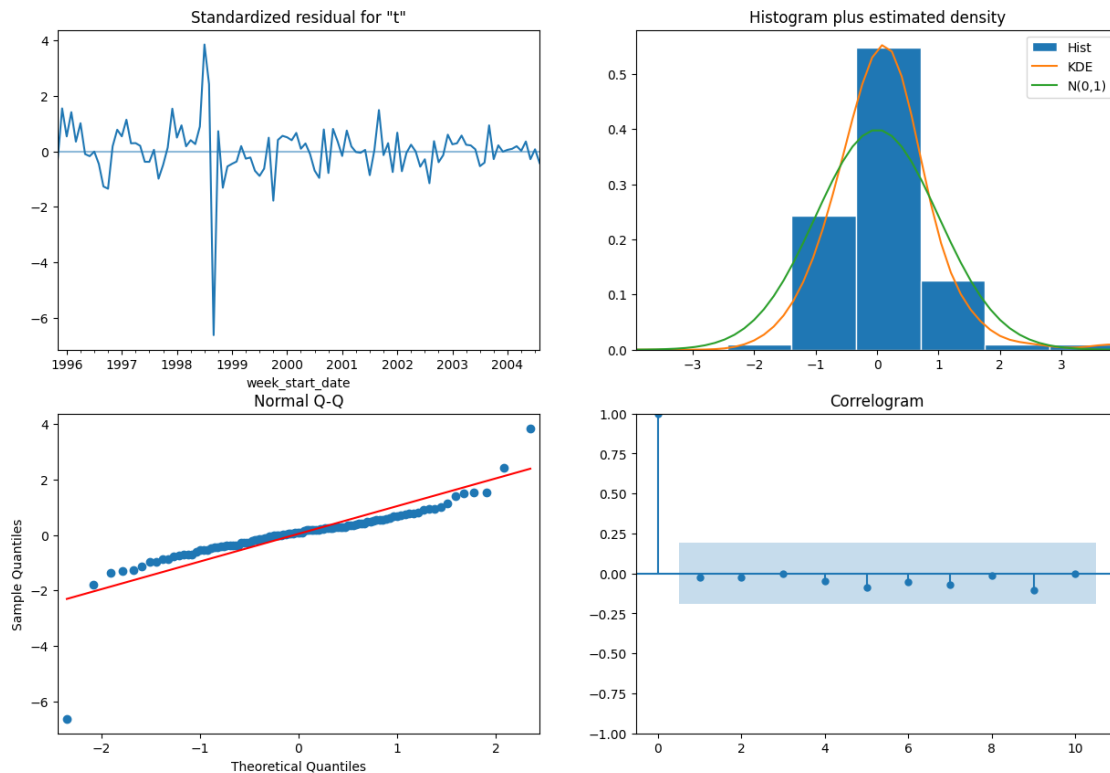 Standardized residual for "t"
4
2
0
−2
−4
−6
1996 1997 1998 1999 2000 2001 2002 2003 2004
week_start_date
Histogram plus estimated density
Hist
KDE
N(0,1)
0.5
0.4
0.3
0.2
0.1
0.0
−3 −2 −1 0 1 2 3
Normal Q-Q
Sample Quantiles
4
2
0
−2
−4
−6
−2 −1 0 1 2
Theoretical Quantiles
Correlogram
1.00
0.75
0.50
0.25
0.00
−0.25
−0.50
−0.75
−1.00
0 2 4 6 8 10